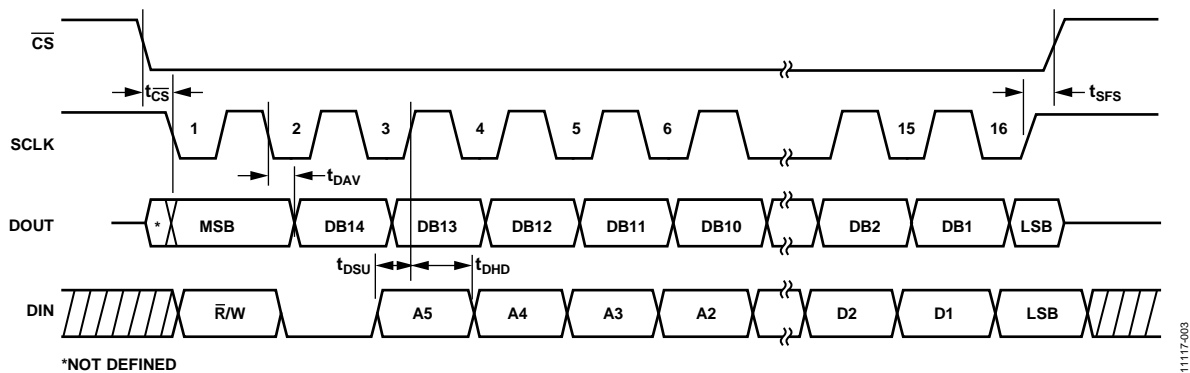 CS
tCS
tSFS
SCLK
1 2 3 4 5 6 15 16
tDAV
DOUT
* MSB DB14 DB13 DB12 DB11 DB10 DB2 DB1 LSB
tDSU tDHD
DIN
R̅/W A5 A4 A3 A2 D2 D1 LSB
*NOT DEFINED
11117-003